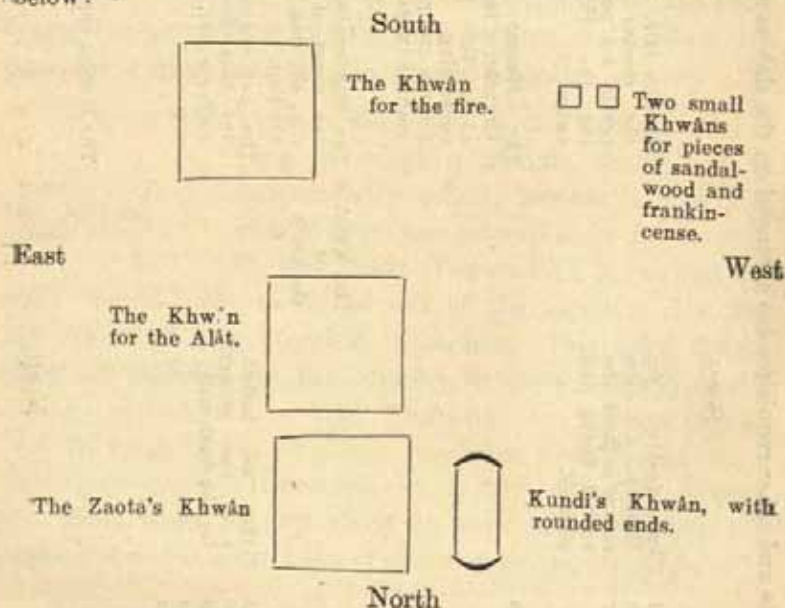 below :
South
The Khwân
for the fire.
Two small
Khwâns
for pieces
of sandal-
wood and
frankin-
cense.
East
West
The Khw.'n
for the Alât.
The Zaota's Khwân
Kundi's Khwân, with
rounded ends.
North